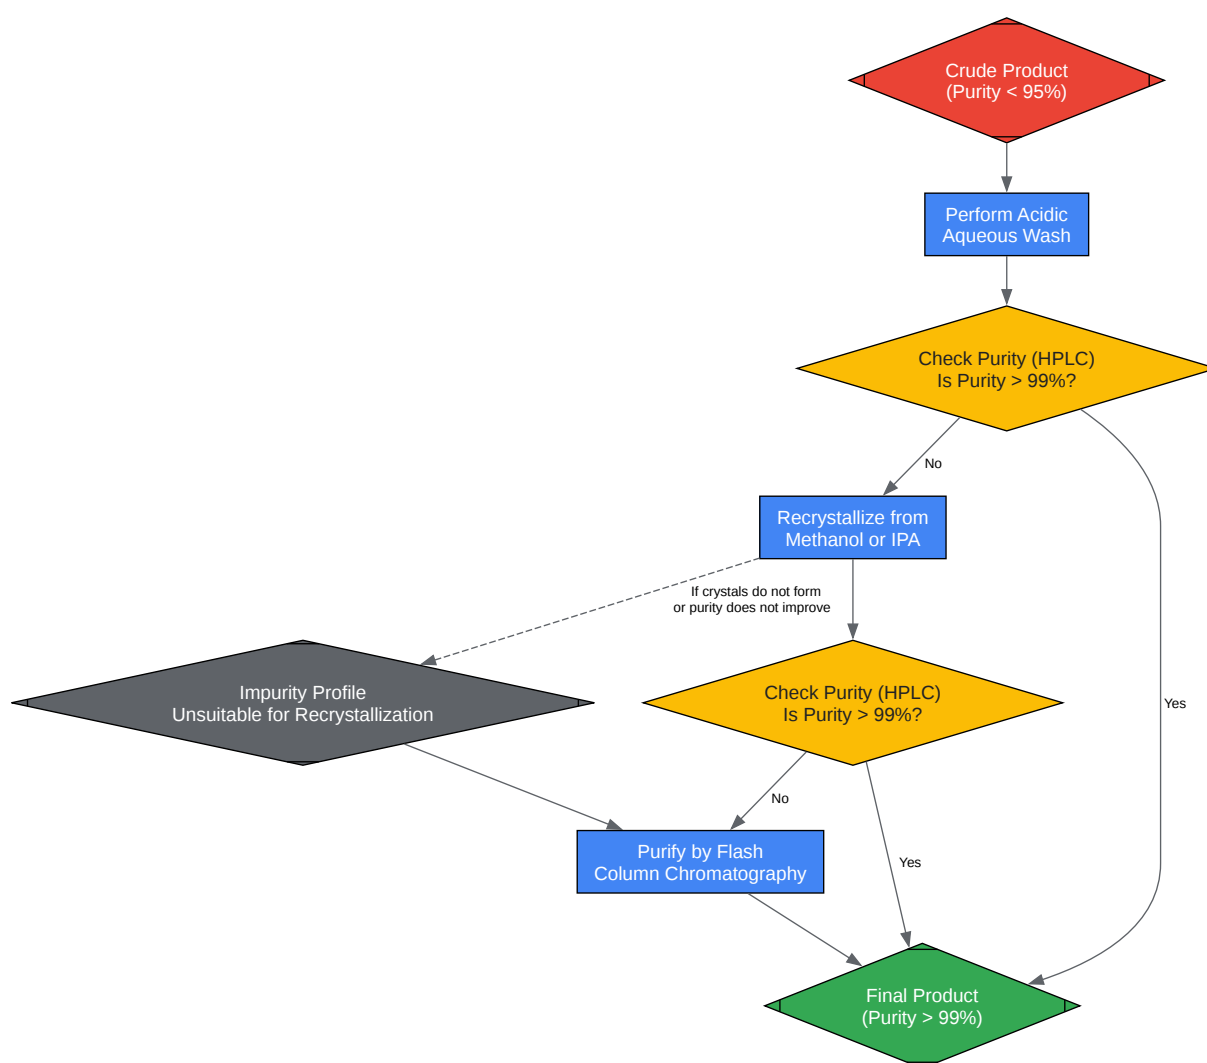 Crude Product
(Purity < 95%)
Perform Acidic
Aqueous Wash
Check Purity (HPLC)
Is Purity > 99%?
No
Recrystallize from
Methanol or IPA
If crystals do not form
or purity does not improve
Impurity Profile
Unsuitable for Recrystallization
Check Purity (HPLC)
Is Purity > 99%?
Yes
No
Purify by Flash
Column Chromatography
Yes
Final Product
(Purity > 99%)